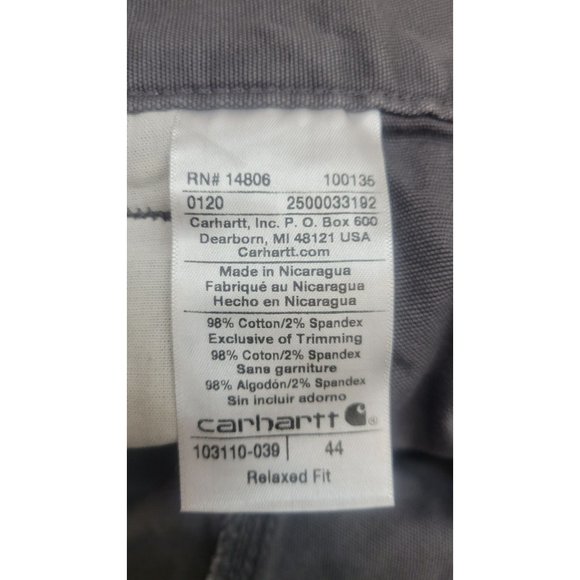 RN# 14806 100135
0120 2500033192
Carhartt, Inc. P. O. Box 600
Dearborn, MI 48121 USA
Carhartt.com
Made in Nicaragua
Fabriqué au Nicaragua
Hecho en Nicaragua
98% Cotton/2% Spandex
Exclusive of Trimming
98% Coton/2% Spandex
Sans garniture
98% Algodón/2% Spandex
Sin incluir adorno
carhartt ®
103110-039 44
Relaxed Fit